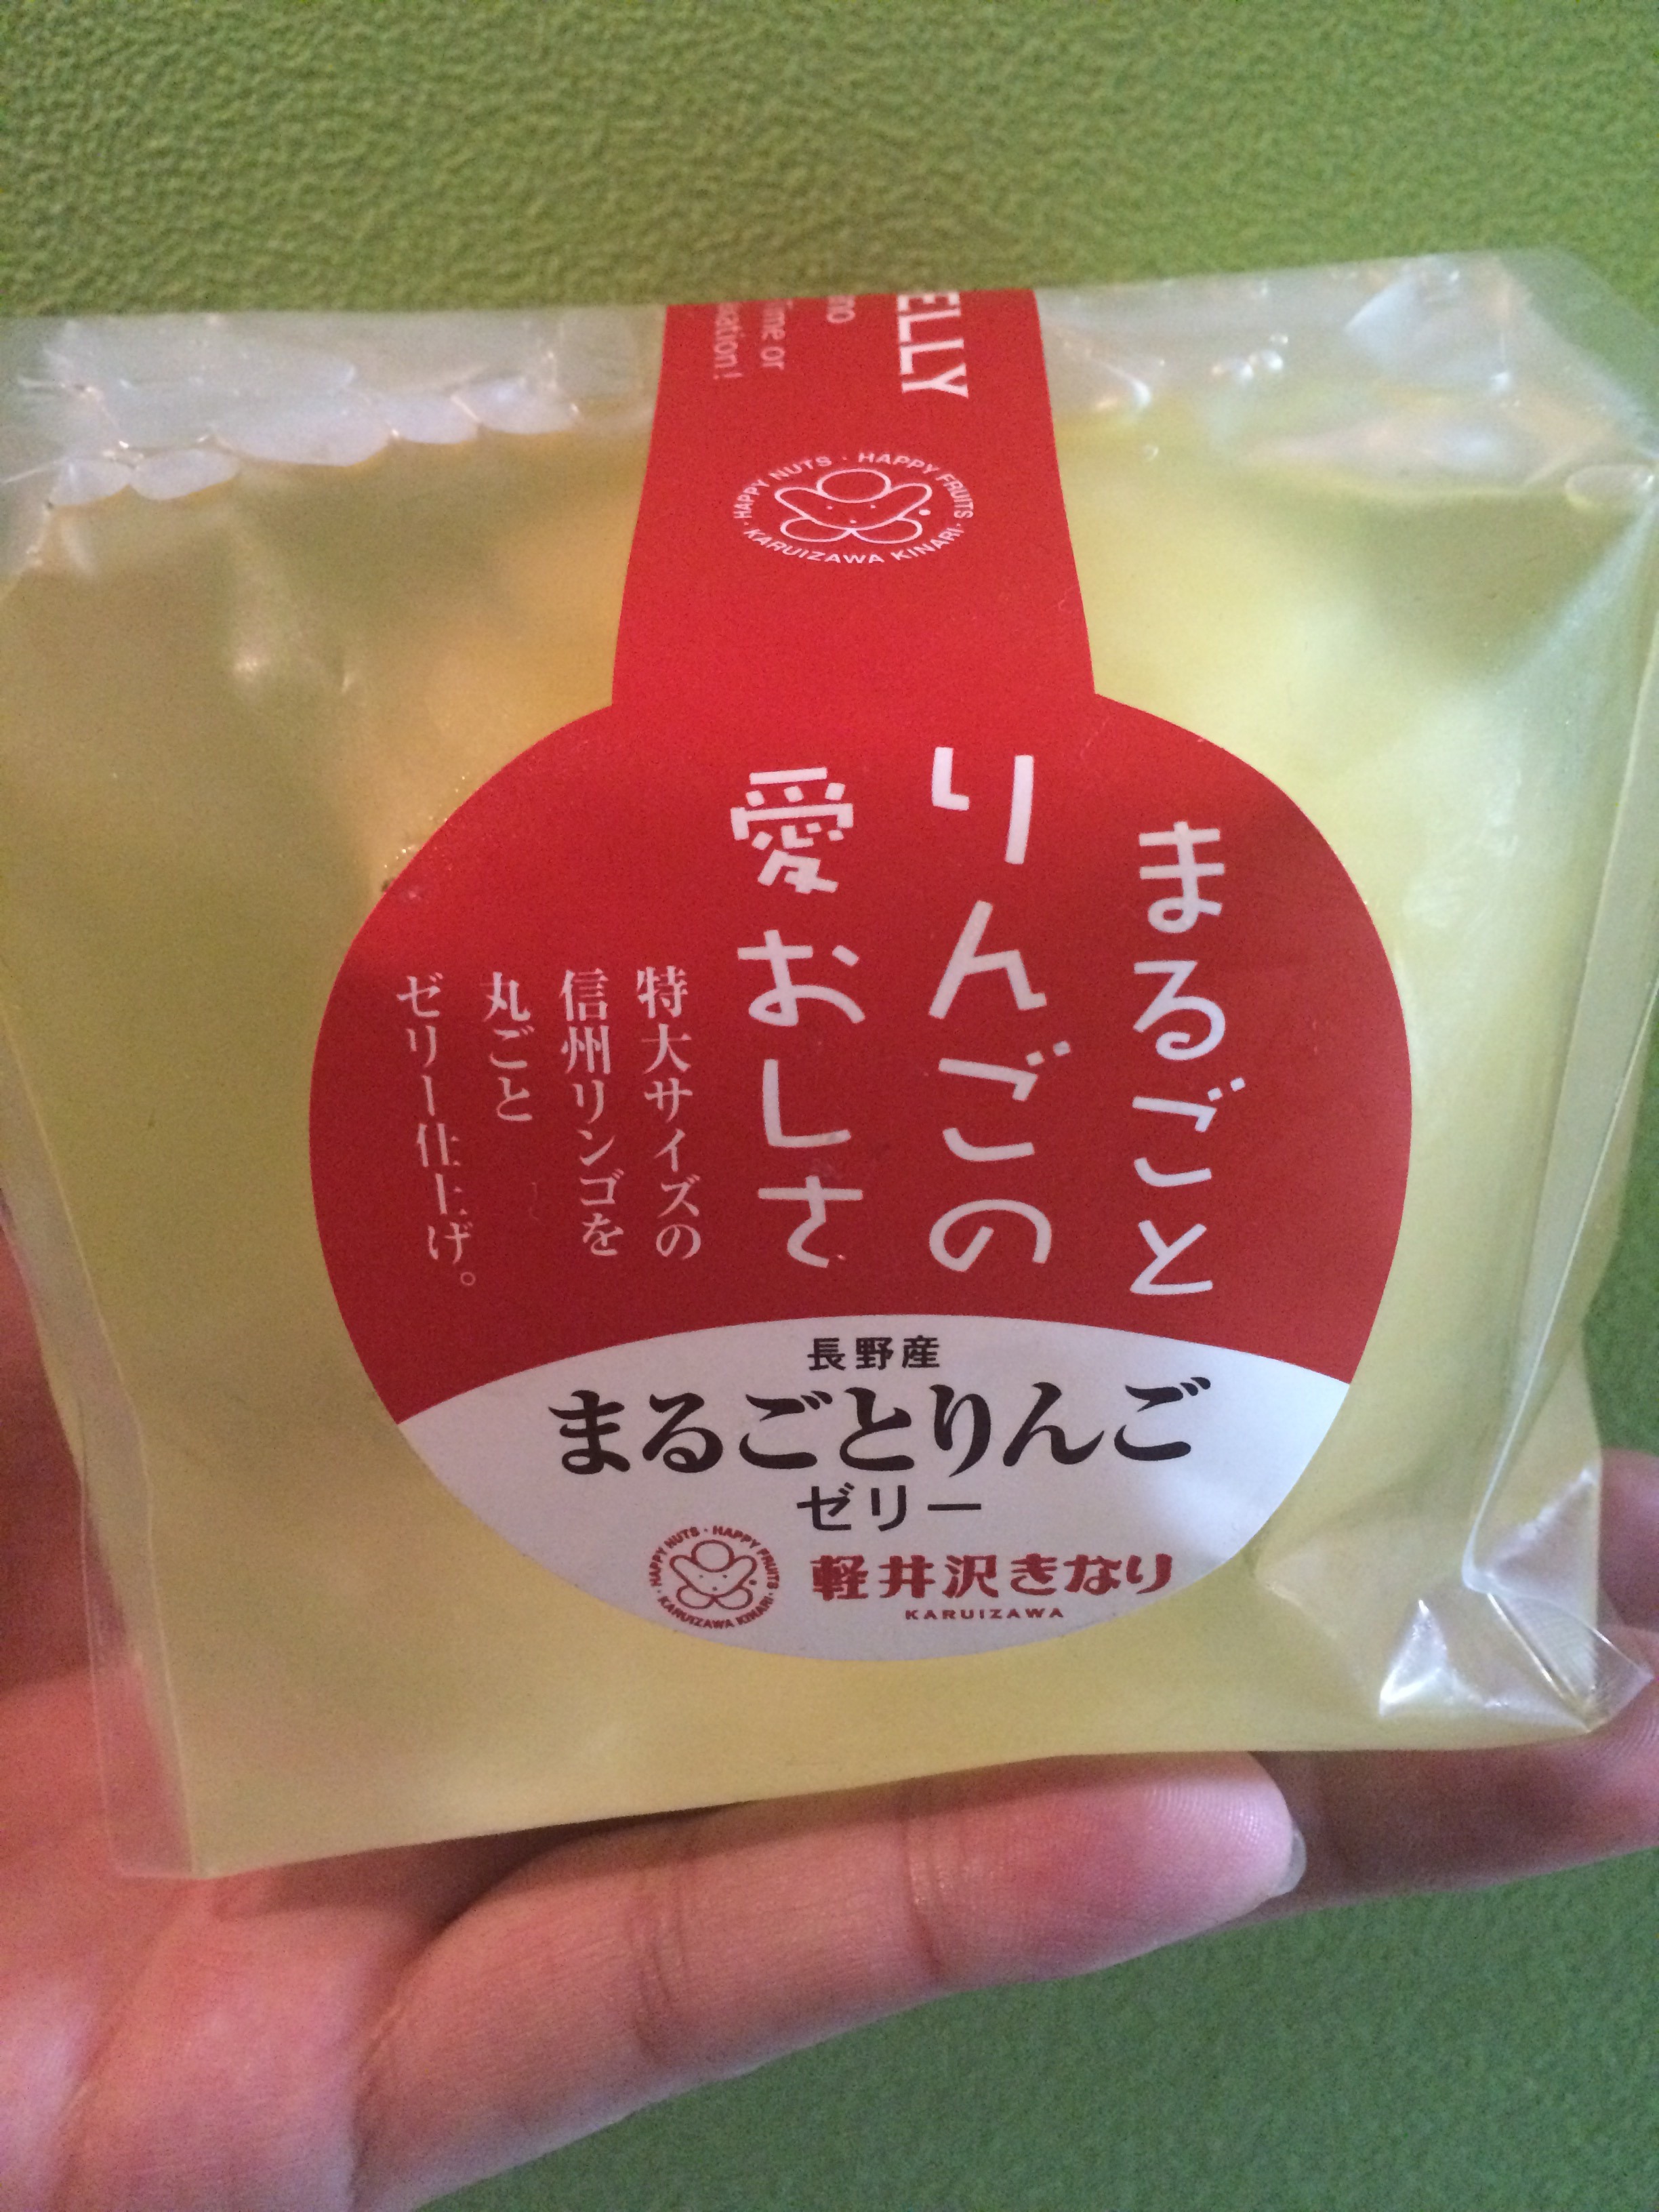 ELLY
no
ime or
xation!
HAPPY NUTS · HAPPY FRUITS · KARUIZAWA KINARI ·
まるごと
りんごの
愛おしさ
特大サイズの
信州リンゴを
丸ごと
ゼリー仕上げ。
長野産
まるごとりんご
ゼリー
HAPPY NUTS · HAPPY FRUITS · KARUIZAWA KINARI ·
軽井沢きなり
KARUIZAWA